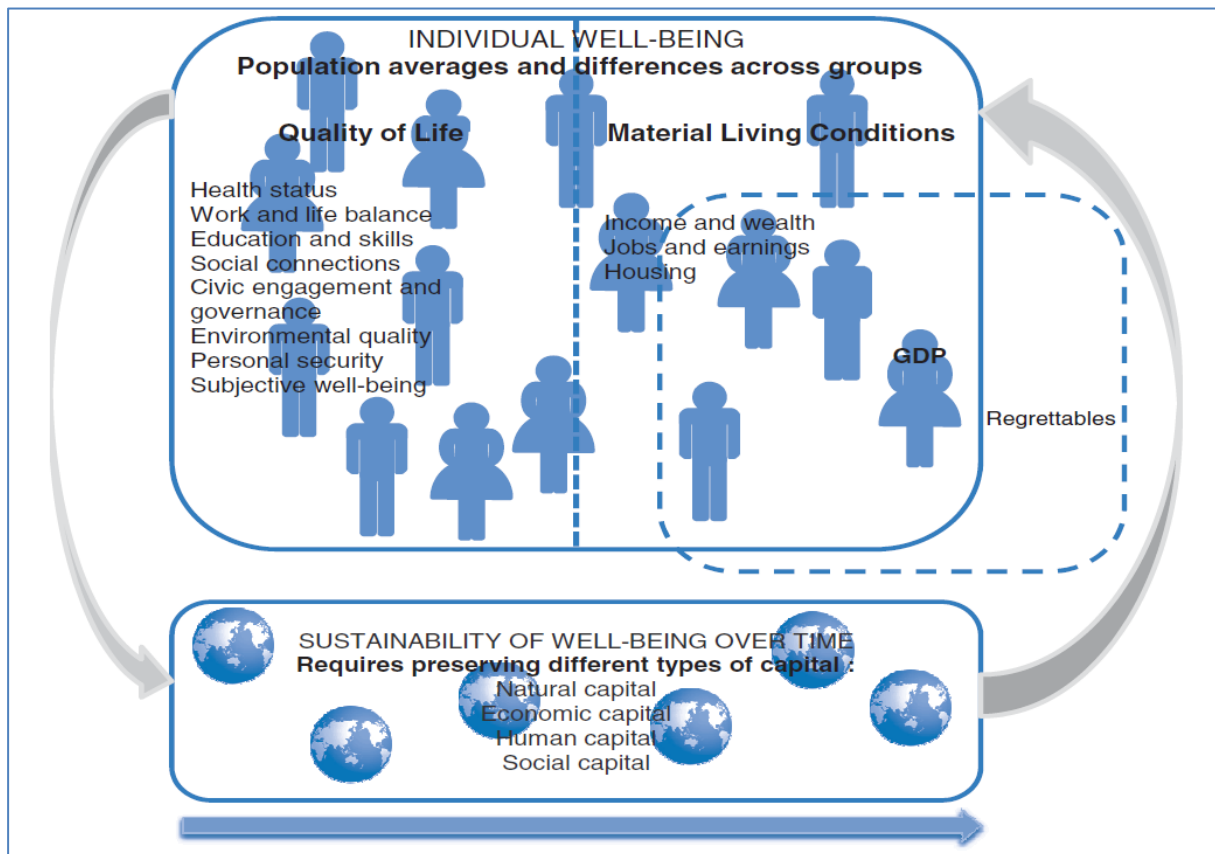 INDIVIDUAL WELL-BEING
Population averages and differences across groups
Quality of Life
Material Living Conditions
Health status
Work and life balance
Education and skills
Social connections
Civic engagement and
governance
Environmental quality
Personal security
Subjective well-being
Income and wealth
Jobs and earnings
Housing
GDP
Regrettables
SUSTAINABILITY OF WELL-BEING OVER TIME
Requires preserving different types of capital :
Natural capital
Economic capital
Human capital
Social capital